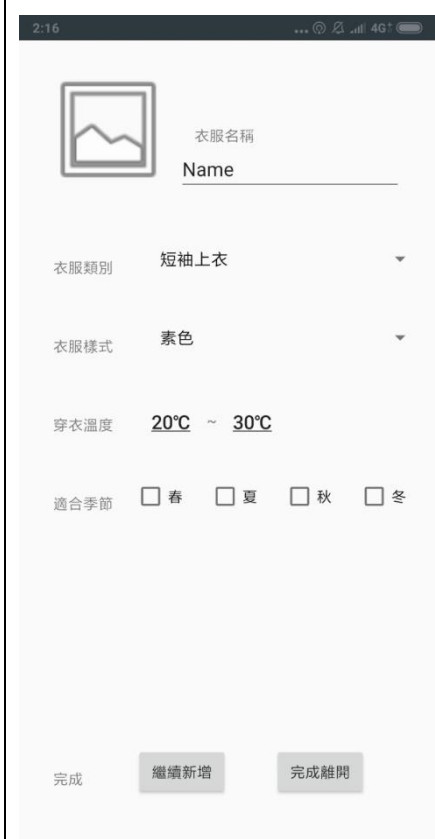 2:16 ... 4G
衣服名稱
Name
衣服類別 短袖上衣
衣服樣式 素色
穿衣溫度 20℃ ~ 30℃
適合季節 春 夏 秋 冬
完成 繼續新增 完成離開